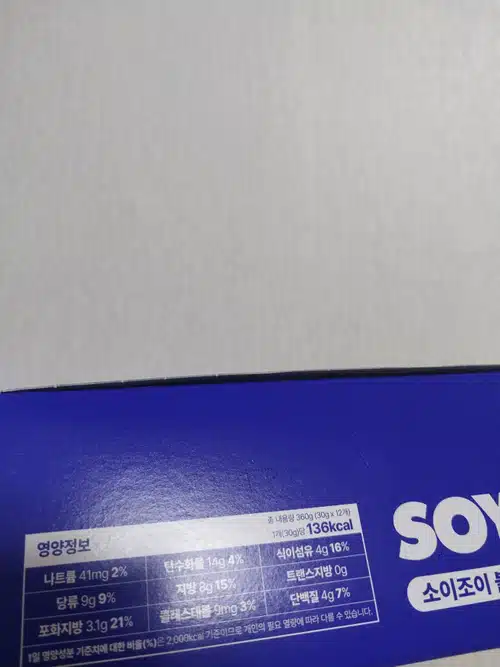 총 내용량 360g (30g x 12개)
영양정보 1개(30g)당 136kcal
나트륨 41mg 2% 탄수화물 14g 4% 식이섬유 4g 16%
당류 9g 9% 지방 8g 15% 트랜스지방 0g
포화지방 3.1g 21% 콜레스테롤 9mg 3% 단백질 4g 7%
1일 영양성분 기준치에 대한 비율(%)은 2,000kcal 기준이므로 개인의 필요 열량에 따라 다를 수 있습니다.
SOY
소이조이